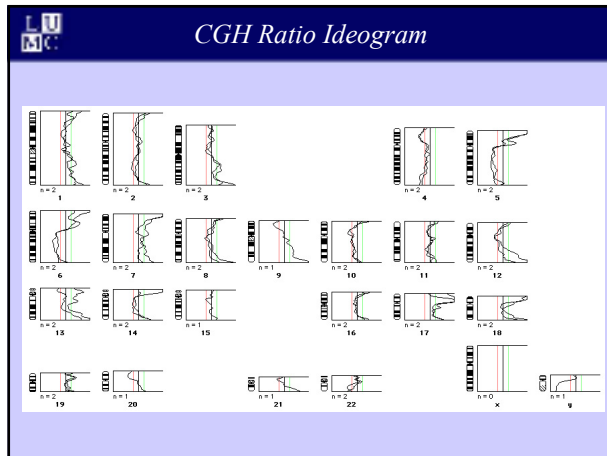 L U
M C
CGH Ratio Ideogram
n = 2 n = 2 n = 2 n = 2 n = 2
1 2 3 4 5
n = 2 n = 2 n = 2 n = 1 n = 2 n = 2 n = 2
6 7 8 9 10 11 12
n = 2 n = 2 n = 1 n = 2 n = 2 n = 2
13 14 15 16 17 18
n = 2 n = 1 n = 1 n = 2 n = 0 n = 1
19 20 21 22 x y